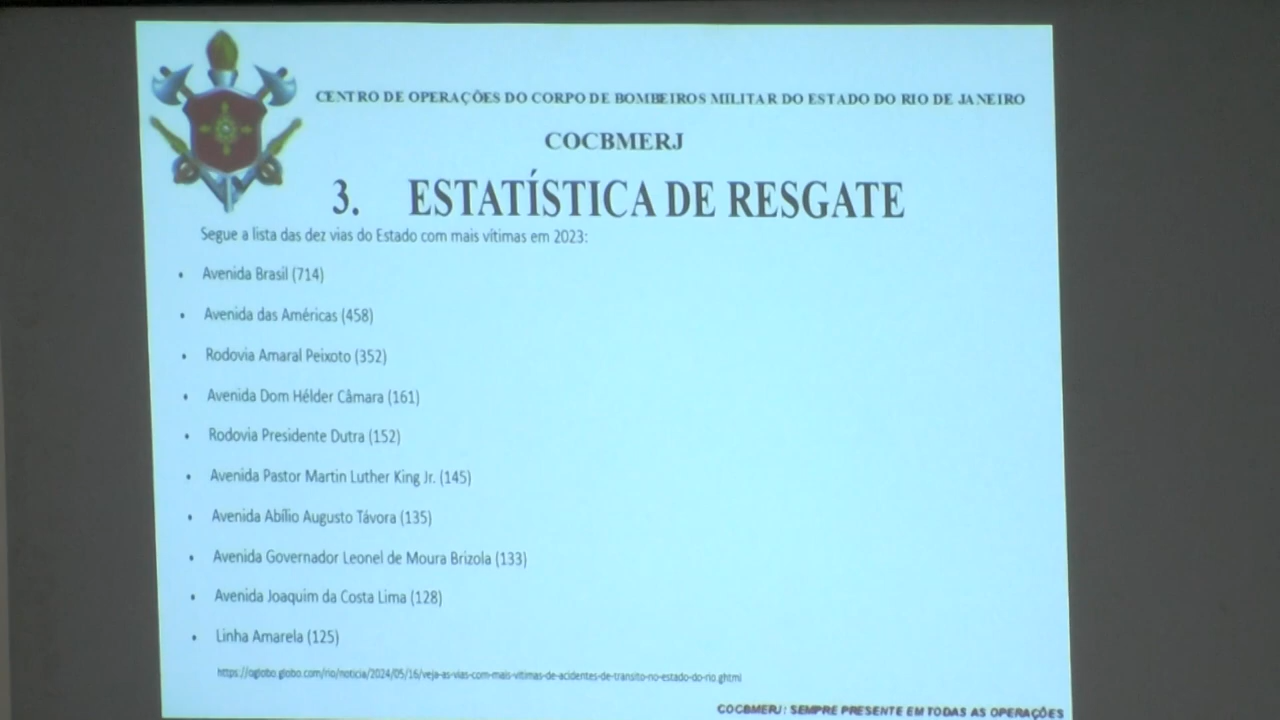 CENTRO DE OPERAÇÕES DO CORPO DE BOMBEIROS MILITAR DO ESTADO DO RIO DE JANEIRO
COCBMERJ
3. ESTATÍSTICA DE RESGATE
Segue a lista das dez vias do Estado com mais vítimas em 2023:
• Avenida Brasil (714)
• Avenida das Américas (458)
• Rodovia Amaral Peixoto (352)
• Avenida Dom Hélder Câmara (161)
• Rodovia Presidente Dutra (152)
• Avenida Pastor Martin Luther King Jr. (145)
• Avenida Abílio Augusto Távora (135)
• Avenida Governador Leonel de Moura Brizola (133)
• Avenida Joaquim da Costa Lima (128)
• Linha Amarela (125)
https://oglobo.globo.com/rio/noticia/2024/05/16/veja-as-vias-com-mais-vitimas-de-acidentes-de-transito-no-estado-do-rio.ghtml
COCBMERJ: SEMPRE PRESENTE EM TODAS AS OPERAÇÕES